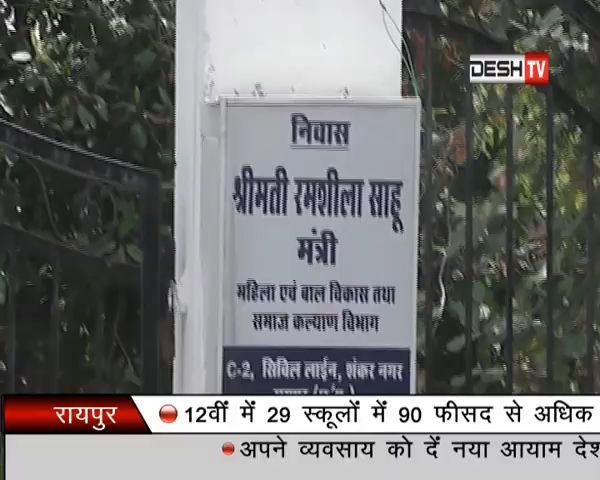 DESH TV
निवास
श्रीमती रमशीला साहू
मंत्री
महिला एवं बाल विकास तथा
समाज कल्याण विभाग
C-2, सिविल लाईन, शंकर नगर
रायपुर
12वीं में 29 स्कूलों में 90 फीसद से अधिक
अपने व्यवसाय को दें नया आयाम देश